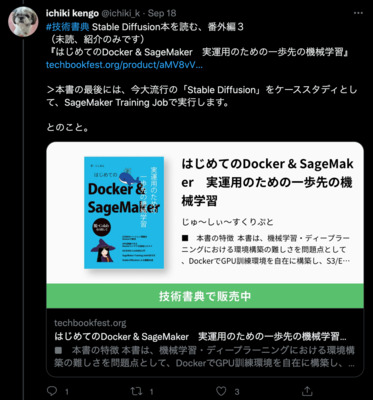 ichiki kengo @ichiki_k · Sep 18
#技術書典 Stable Diffusion本を読む、番外編３
（未読、紹介のみです）
『はじめてのDocker & SageMaker　実運用のための一歩先の機械学習』
techbookfest.org/product/aMV8vV…
＞本書の最後には、今大流行の「Stable Diffusion」をケーススタディとして、SageMaker Training Jobで実行します。
とのこと。
はじめての
Docker &
SageMaker
実運用のための
一歩先の機械学習
はじめてのDocker & SageMak
er　実運用のための一歩先の機
械学習
じゅ〜しぃ〜すくりぷと
■　本書の特徴 本書は、機械学習・ディープラー
ニングにおける環境構築の難しさを問題点として
、DockerでGPU訓練環境を自在に構築し、S3/E…
技術書典で販売中
techbookfest.org
はじめてのDocker & SageMaker　実運用のための一歩先の機械学習…
■　本書の特徴 本書は、機械学習・ディープラーニングにおける環境構
築の難しさを問題点として、DockerでGPU訓練環境を自在に構築し、…
1 1 3